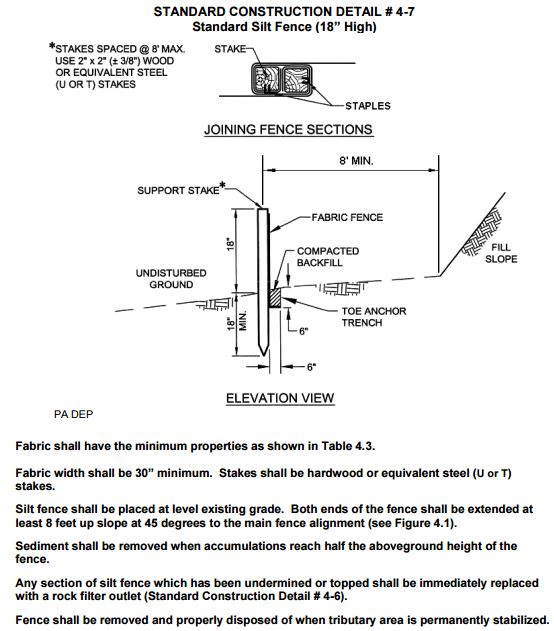 STANDARD CONSTRUCTION DETAIL # 4-7
Standard Silt Fence (18” High)
*STAKES SPACED @ 8' MAX.
USE 2" x 2" (± 3/8") WOOD
OR EQUIVALENT STEEL
(U OR T) STAKES
STAKE
STAPLES
JOINING FENCE SECTIONS
8' MIN.
SUPPORT STAKE*
FABRIC FENCE
18"
COMPACTED
BACKFILL
FILL
SLOPE
UNDISTURBED
GROUND
TOE ANCHOR
TRENCH
18"
MIN.
6"
6"
ELEVATION VIEW
PA DEP
Fabric shall have the minimum properties as shown in Table 4.3.
Fabric width shall be 30” minimum. Stakes shall be hardwood or equivalent steel (U or T)
stakes.
Silt fence shall be placed at level existing grade. Both ends of the fence shall be extended at
least 8 feet up slope at 45 degrees to the main fence alignment (see Figure 4.1).
Sediment shall be removed when accumulations reach half the aboveground height of the
fence.
Any section of silt fence which has been undermined or topped shall be immediately replaced
with a rock filter outlet (Standard Construction Detail # 4-6).
Fence shall be removed and properly disposed of when tributary area is permanently stabilized.